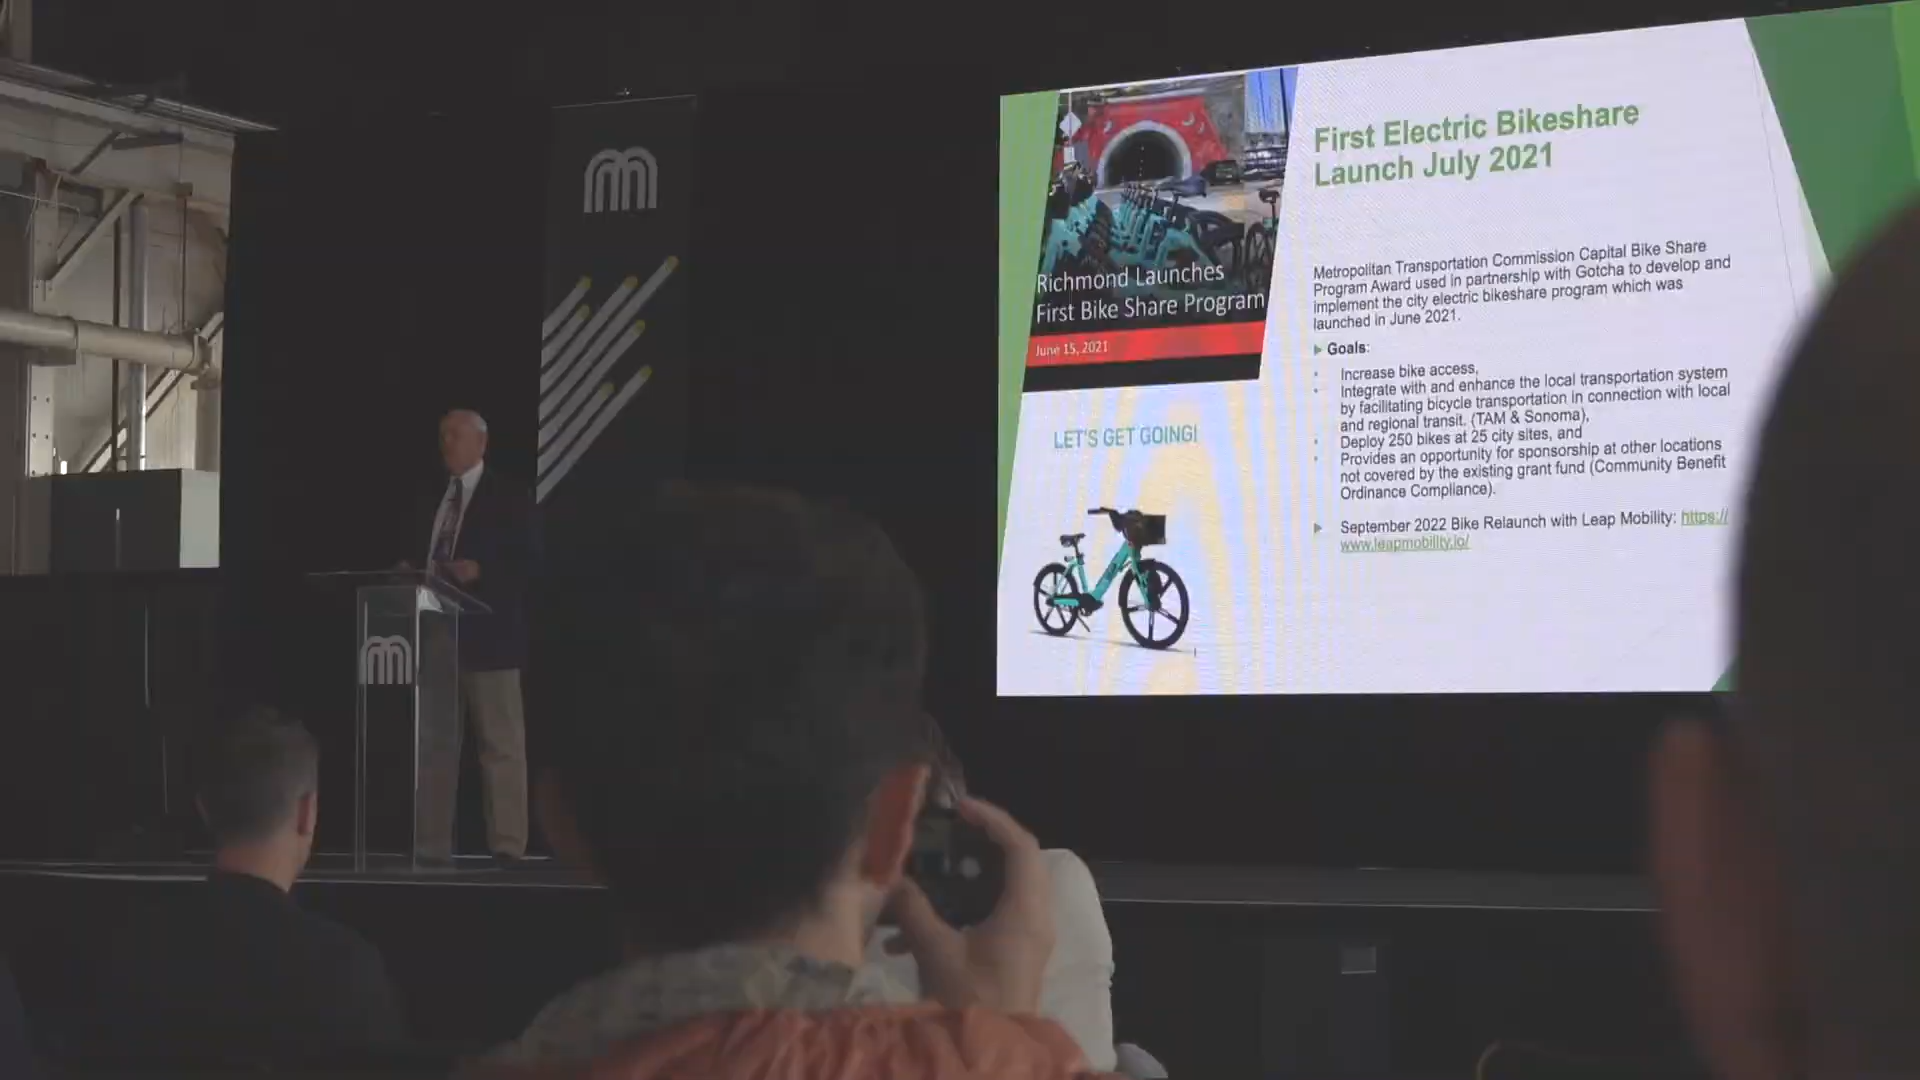 First Electric Bikeshare
Launch July 2021
Richmond Launches
First Bike Share Program
June 15, 2021
LET'S GET GOING!
Metropolitan Transportation Commission Capital Bike Share
Program Award used in partnership with Gotcha to develop and
implement the city electric bikeshare program which was
launched in June 2021.
Goals:
Increase bike access,
Integrate with and enhance the local transportation system
by facilitating bicycle transportation in connection with local
and regional transit. (TAM & Sonoma),
Deploy 250 bikes at 25 city sites, and
Provides an opportunity for sponsorship at other locations
not covered by the existing grant fund (Community Benefit
Ordinance Compliance).
September 2022 Bike Relaunch with Leap Mobility: https://
www.leapmobility.io/